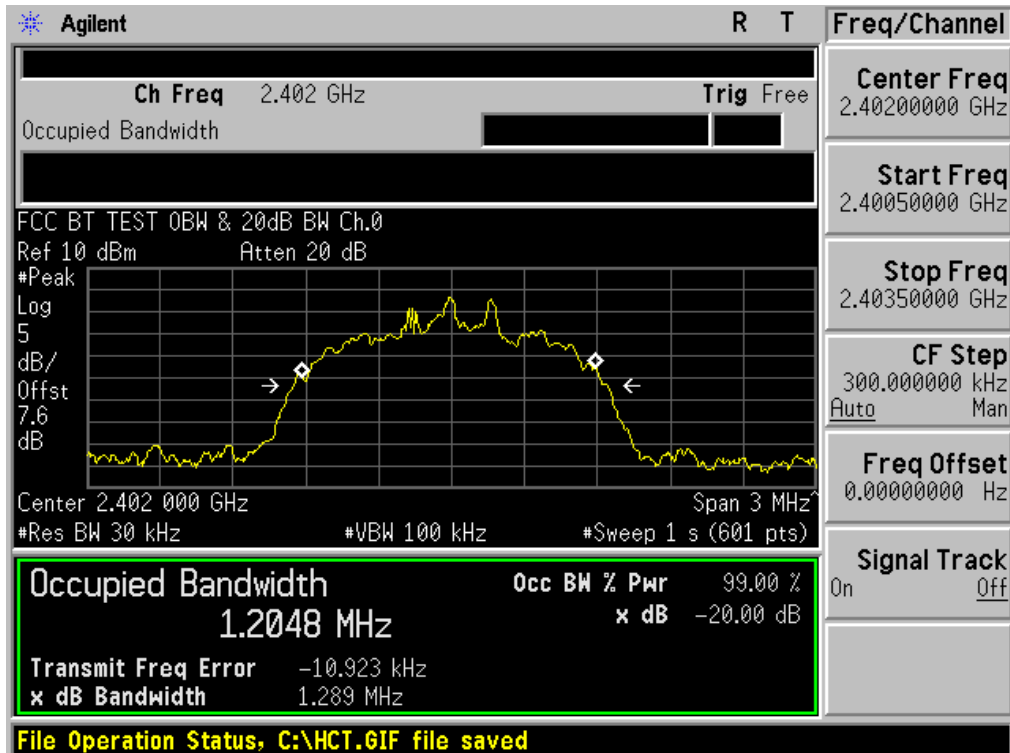 Agilent R T Freq/Channel
Ch Freq 2.402 GHz Trig Free
Occupied Bandwidth
Center Freq
2.40200000 GHz
Start Freq
2.40050000 GHz
Stop Freq
2.40350000 GHz
CF Step
300.000000 kHz
Auto Man
Freq Offset
0.00000000 Hz
Signal Track
On Off
FCC BT TEST OBW & 20dB BW Ch.0
Ref 10 dBm Atten 20 dB
#Peak
Log
5
dB/
Offst
7.6
dB
Center 2.402 000 GHz Span 3 MHz^
#Res BW 30 kHz #VBW 100 kHz #Sweep 1 s (601 pts)
Occupied Bandwidth Occ BW % Pwr 99.00 %
1.2048 MHz x dB -20.00 dB
Transmit Freq Error -10.923 kHz
x dB Bandwidth 1.289 MHz
File Operation Status, C:\HCT.GIF file saved